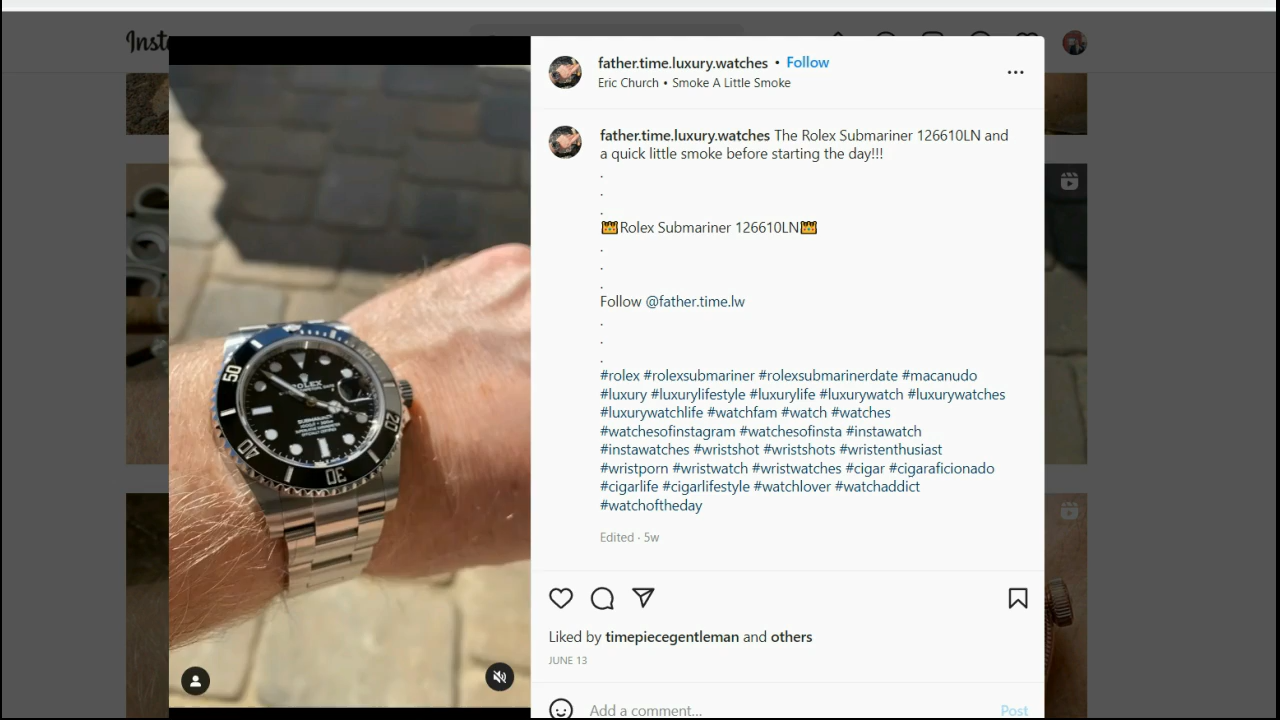 Inst
father.time.luxury.watches • Follow
Eric Church • Smoke A Little Smoke
father.time.luxury.watches The Rolex Submariner 126610LN and
a quick little smoke before starting the day!!!
.
.
.
👑Rolex Submariner 126610LN👑
.
.
.
Follow @father.time.lw
.
.
.
#rolex #rolexsubmariner #rolexsubmarinerdate #macanudo
#luxury #luxurylifestyle #luxurylife #luxurywatch #luxurywatches
#luxurywatchlife #watchfam #watch #watches
#watchesofinstagram #watchesofinsta #instawatch
#instawatches #wristshot #wristshots #wristenthusiast
#wristporn #wristwatch #wristwatches #cigar #cigaraficionado
#cigarlife #cigarlifestyle #watchlover #watchaddict
#watchoftheday
Edited · 5w
Liked by timepiecegentleman and others
JUNE 13
Add a comment... Post
50
ROLEX
SUBMARINER
20
40
30